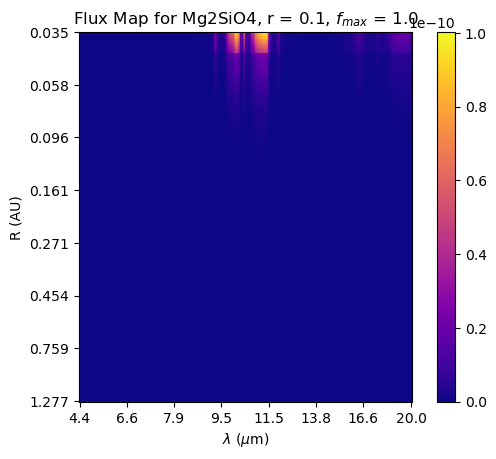 Flux Map for Mg2SiO4, r = 0.1, f_max = 1.0
1e−10
0.035
0.058
0.096
0.161
0.271
0.454
0.759
1.277
R (AU)
4.4 6.6 7.9 9.5 11.5 13.8 16.6 20.0
λ (μm)
1.0
0.8
0.6
0.4
0.2
0.0